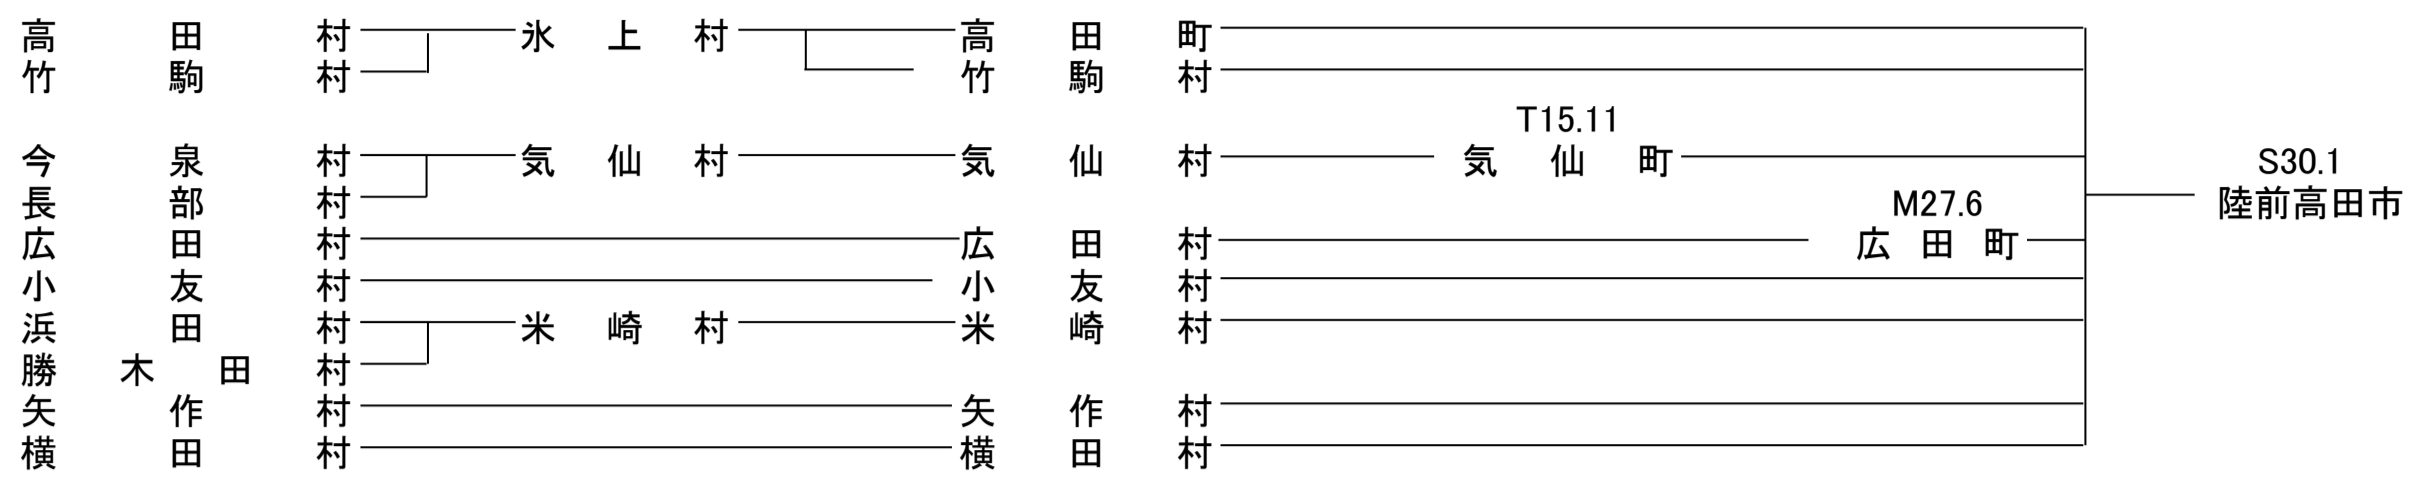 高田村 氷上村 高田町
竹駒村 竹駒村
T15.11
今泉村 気仙村 気仙村 気仙町 S30.1
長部村 M27.6 陸前高田市
広田村 広田村 広田町
小友村 小友村
浜田村 米崎村 米崎村
勝木田村
矢作村 矢作村
横田村 横田村